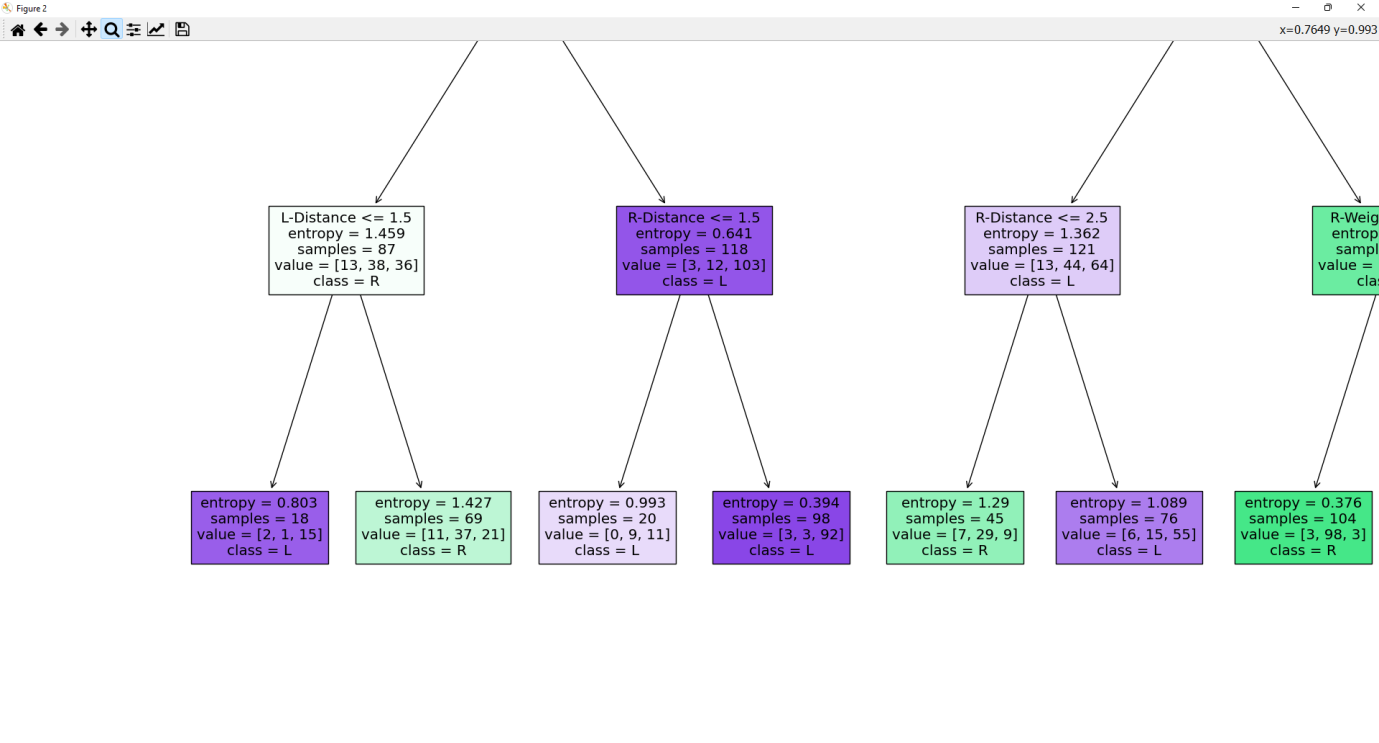 Figure 2
x=0.7649 y=0.993
L-Distance <= 1.5
entropy = 1.459
samples = 87
value = [13, 38, 36]
class = R
R-Distance <= 1.5
entropy = 0.641
samples = 118
value = [3, 12, 103]
class = L
R-Distance <= 2.5
entropy = 1.362
samples = 121
value = [13, 44, 64]
class = L
R-Weig
entrop
sampl
value =
clas
entropy = 0.803
samples = 18
value = [2, 1, 15]
class = L
entropy = 1.427
samples = 69
value = [11, 37, 21]
class = R
entropy = 0.993
samples = 20
value = [0, 9, 11]
class = L
entropy = 0.394
samples = 98
value = [3, 3, 92]
class = L
entropy = 1.29
samples = 45
value = [7, 29, 9]
class = R
entropy = 1.089
samples = 76
value = [6, 15, 55]
class = L
entropy = 0.376
samples = 104
value = [3, 98, 3]
class = R